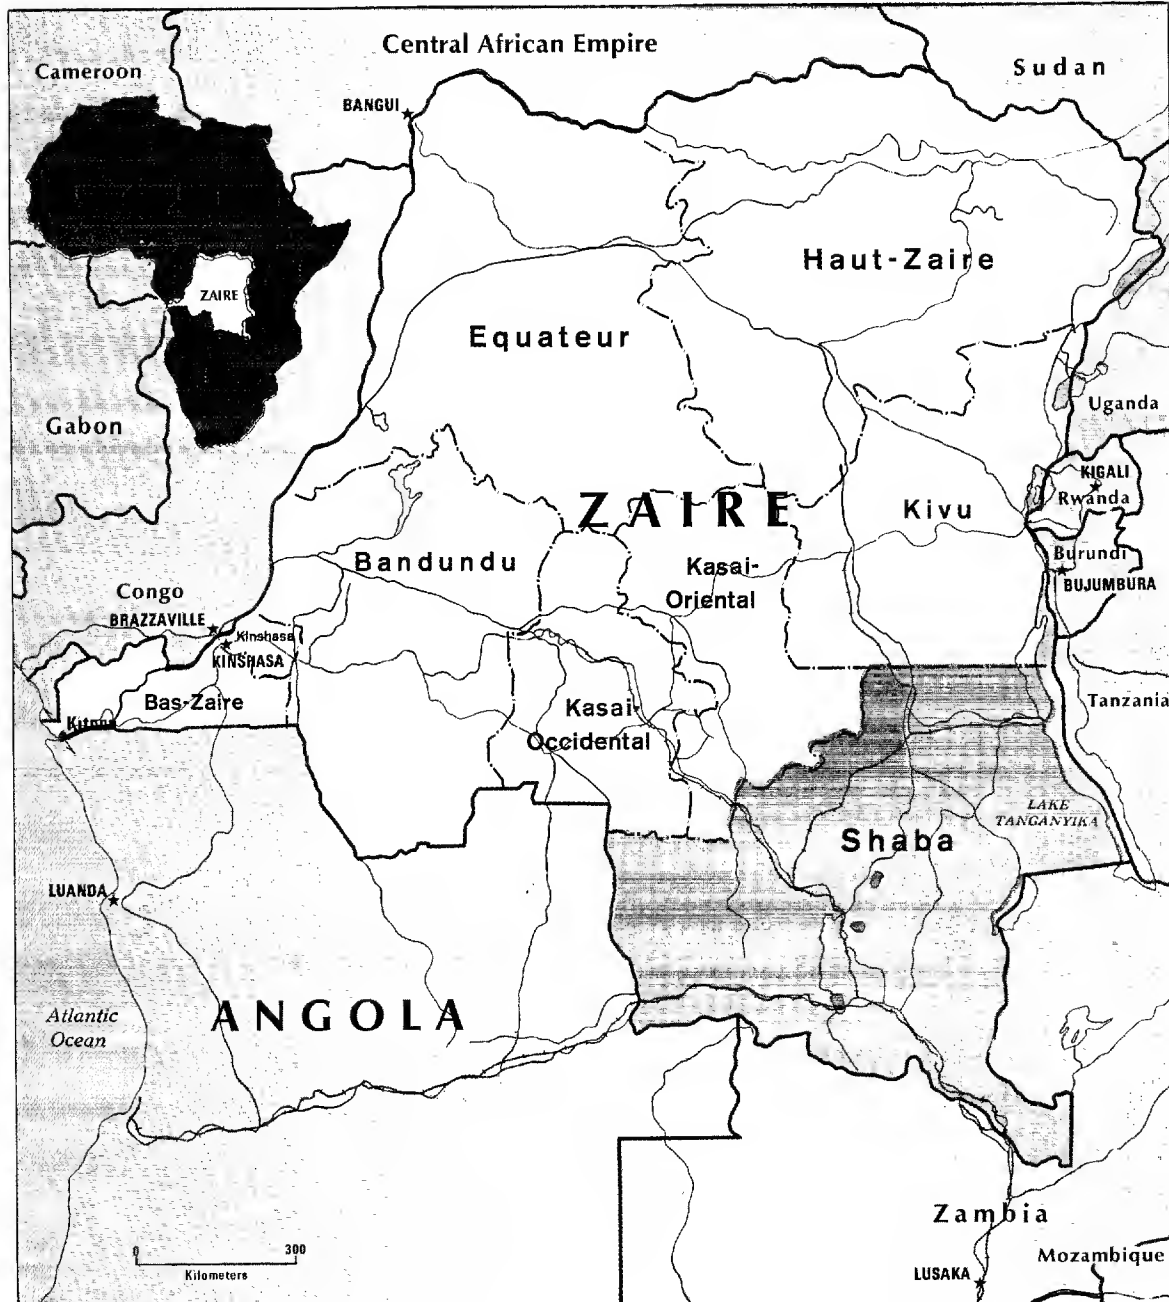 Central African Empire
Cameroon
Sudan
BANGUI
Haut-Zaire
ZAIRE
Equateur
Uganda
Gabon
KIGALI
Rwanda
ZAIRE
Kivu
Burundi
Bandundu
Kasai-
Oriental
BUJUMBURA
Congo
BRAZZAVILLE
Kinshasa
KINSHASA
Bas-Zaire
Tanzania
Kasai-
Occidental
Kitona
LAKE
TANGANYIKA
Shaba
LUANDA
ANGOLA
Atlantic
Ocean
Zambia
0 300
Kilometers
Mozambique
LUSAKA